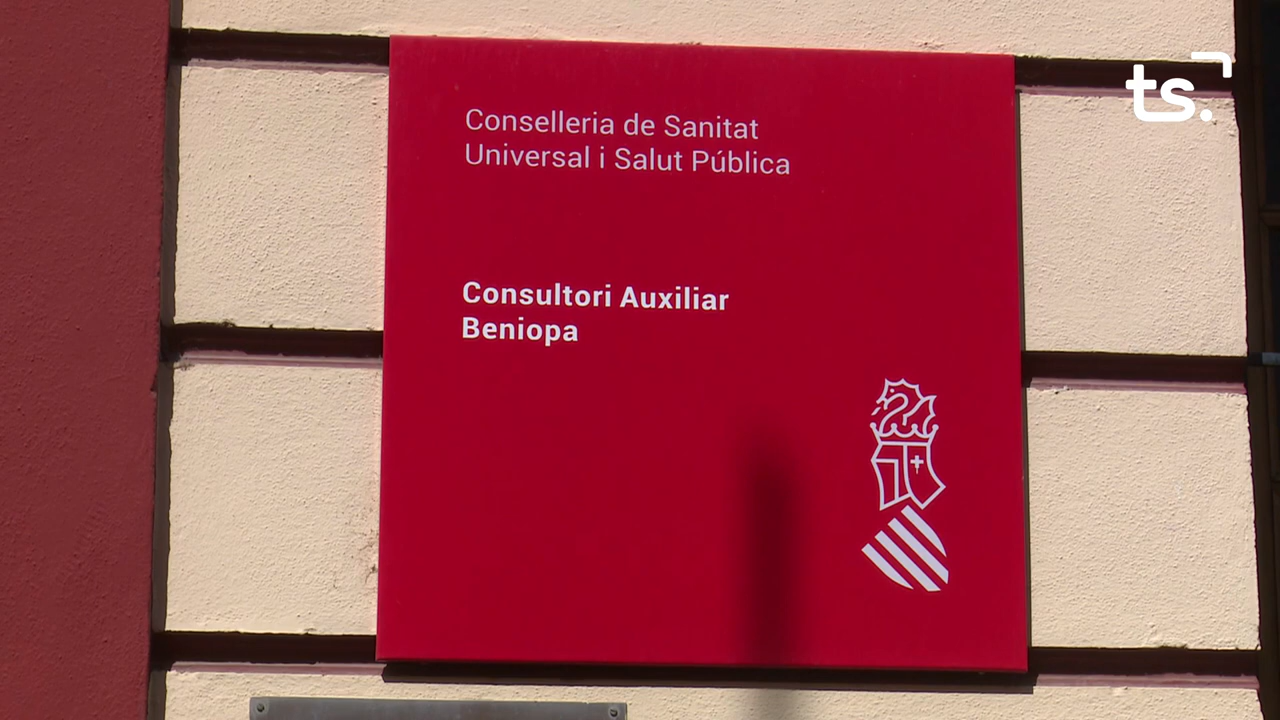 Conselleria de Sanitat
Universal i Salut Pública
Consultori Auxiliar
Beniopa
ts.